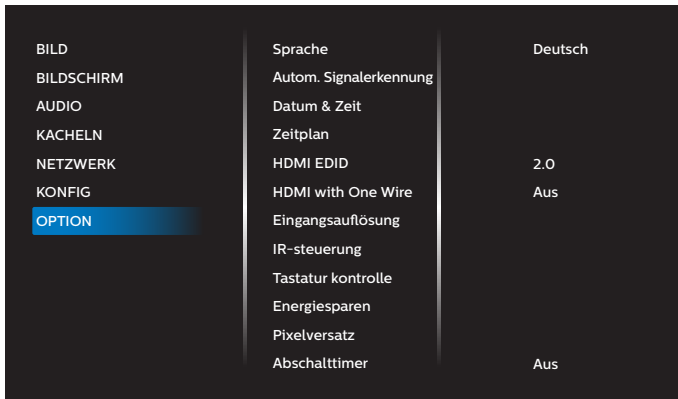 BILD
BILDSCHIRM
AUDIO
KACHELN
NETZWERK
KONFIG
OPTION
Sprache Deutsch
Autom. Signalerkennung
Datum & Zeit
Zeitplan
HDMI EDID 2.0
HDMI with One Wire Aus
Eingangsauflösung
IR-steuerung
Tastatur kontrolle
Energiesparen
Pixelversatz
Abschalttimer Aus